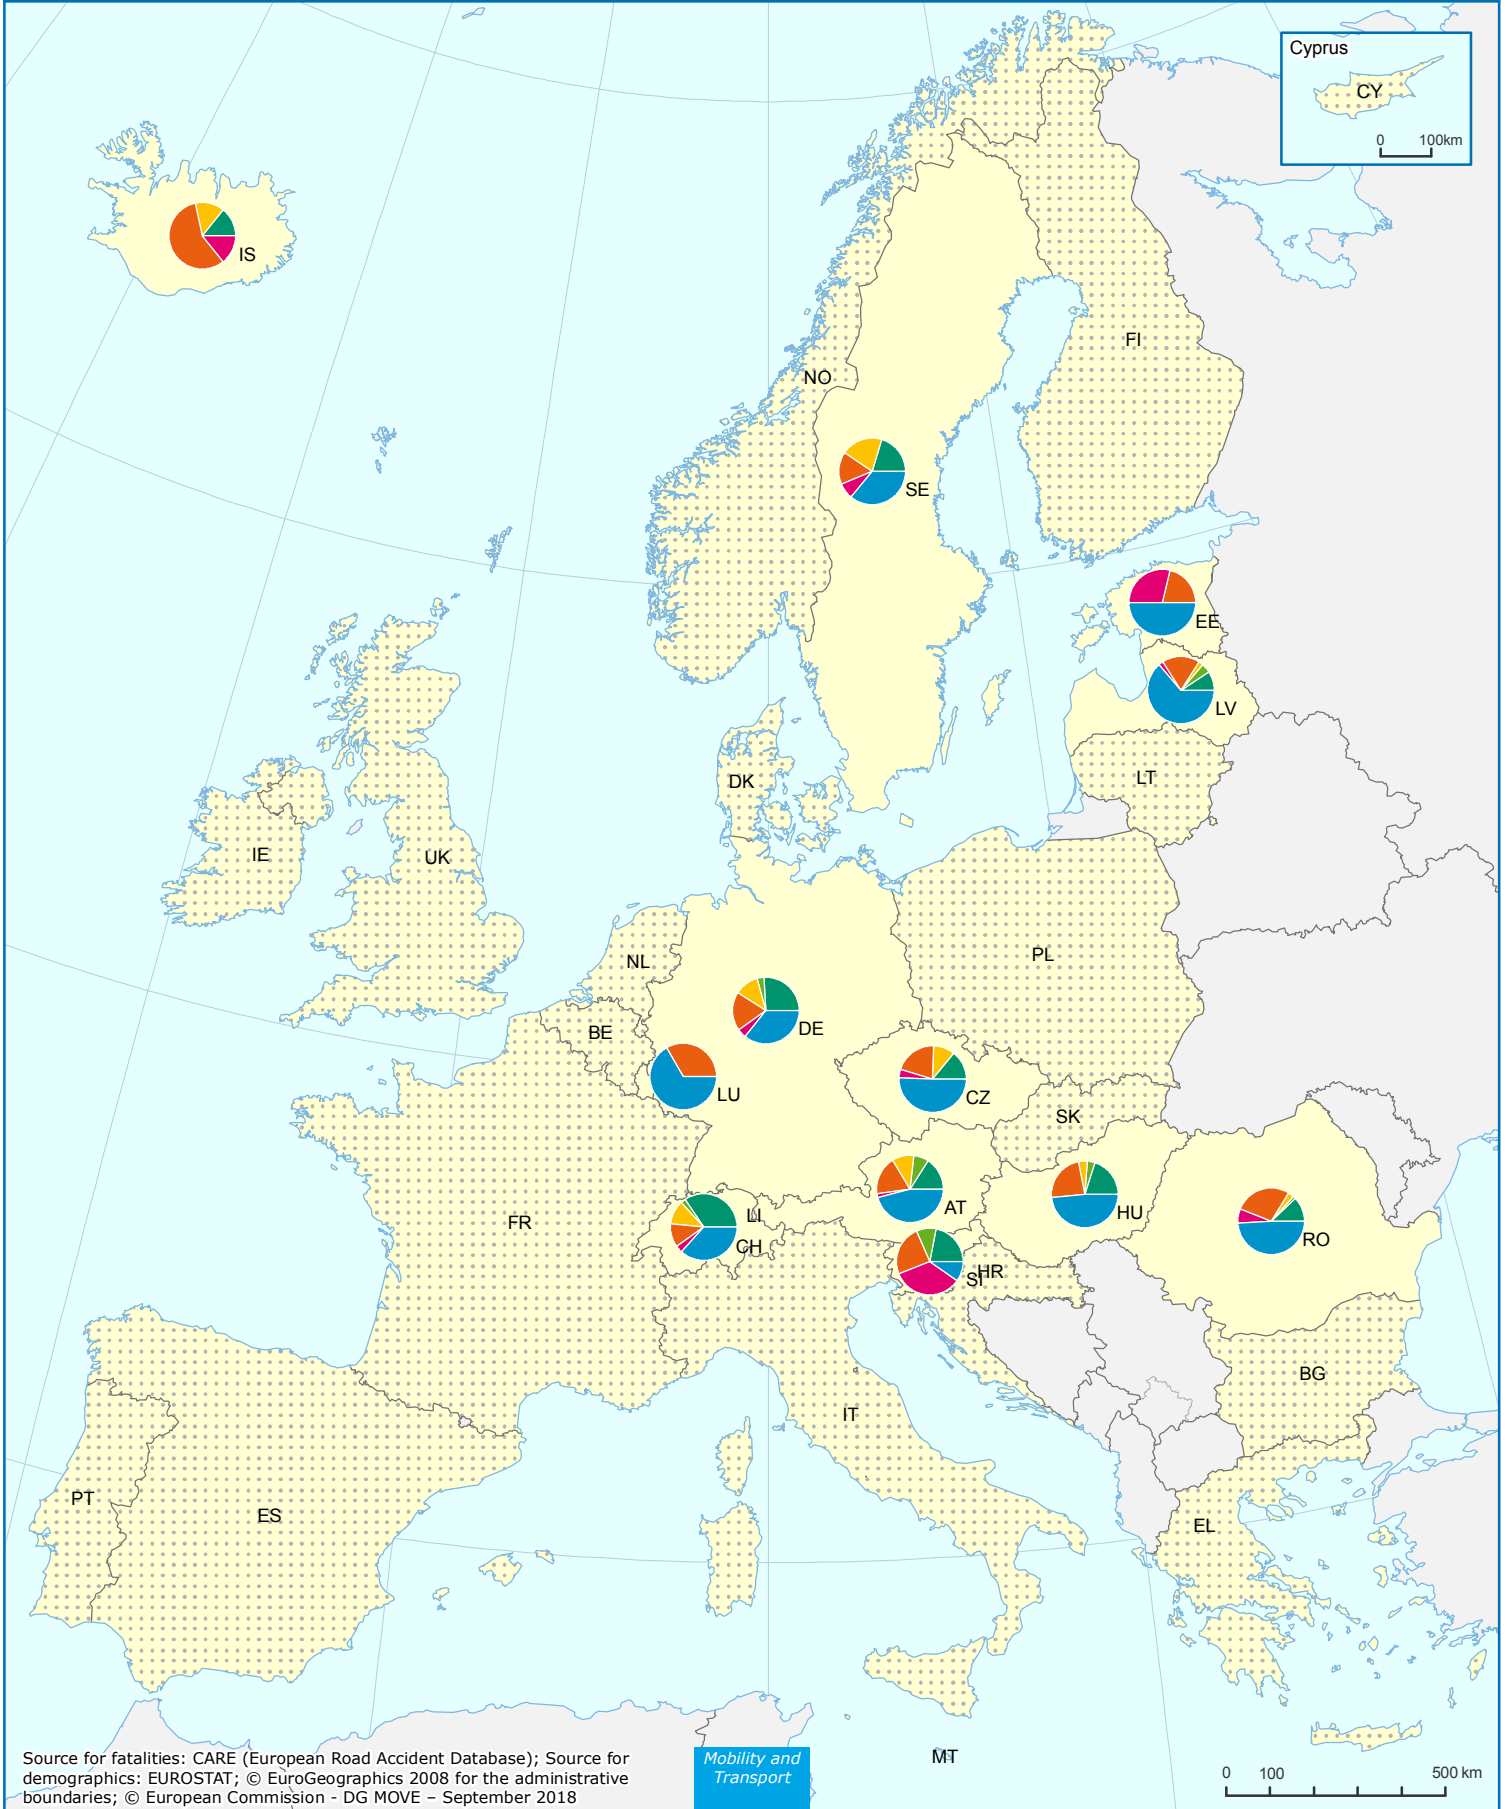 Cyprus
CY
0 100km
IS
FI
NO
SE
EE
LV
LT
DK
IE
UK
NL
PL
BE
DE
LU
CZ
SK
AT
HU
LI
CH
FR
RO
SI
HR
BG
IT
PT
ES
EL
MT
Source for fatalities: CARE (European Road Accident Database); Source for
demographics: EUROSTAT; © EuroGeographics 2008 for the administrative
boundaries; © European Commission - DG MOVE – September 2018
Mobility and
Transport
0 100 500 km